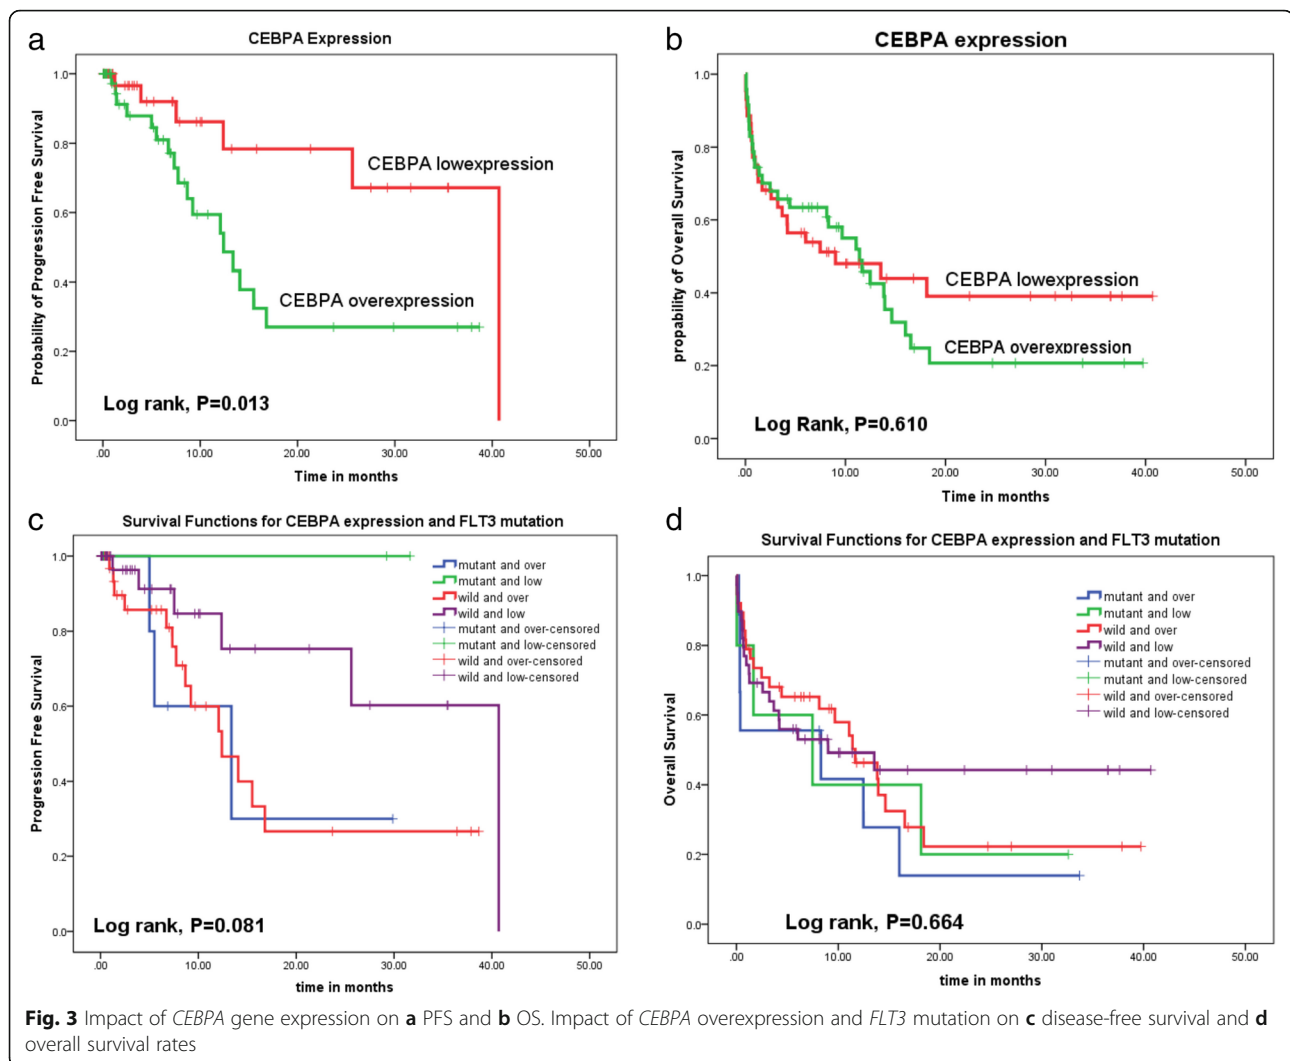 a
CEBPA Expression
Probability of Progression Free Survival
1.0
0.8
0.6
0.4
0.2
0.0
CEBPA lowexpression
CEBPA overexpression
Log rank, P=0.013
.00 10.00 20.00 30.00 40.00 50.00
Time in months
b
CEBPA expression
propability of Overall Survival
1.0
0.8
0.6
0.4
0.2
0.0
CEBPA lowexpression
CEBPA overexpression
Log Rank, P=0.610
.00 10.00 20.00 30.00 40.00 50.00
Time in months
c
Survival Functions for CEBPA expression and FLT3 mutation
Progression Free Survival
1.0
0.8
0.6
0.4
0.2
0.0
mutant and over
mutant and low
wild and over
wild and low
mutant and over-censored
mutant and low-censored
wild and over-censored
wild and low-censored
Log rank, P=0.081
.00 10.00 20.00 30.00 40.00 50.00
time in months
d
Survival Functions for CEBPA expression and FLT3 mutation
Overall Survival
1.0
0.8
0.6
0.4
0.2
0.0
mutant and over
mutant and low
wild and over
wild and low
mutant and over-censored
mutant and low-censored
wild and over-censored
wild and low-censored
Log rank, P=0.664
.00 10.00 20.00 30.00 40.00 50.00
time in months
Fig. 3 Impact of CEBPA gene expression on a PFS and b OS. Impact of CEBPA overexpression and FLT3 mutation on c disease-free survival and d
overall survival rates